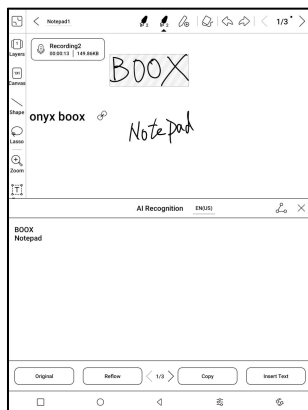 Notepad1
1/3
Recording2
00:00:13 | 149.86KB
BOOX
onyx boox
Notepad
Layers
Canvas
Shape
Lasso
Zoom
AI Recognition EN(US)
BOOX
Notepad
Original Reflow 1/3 Copy Insert Text